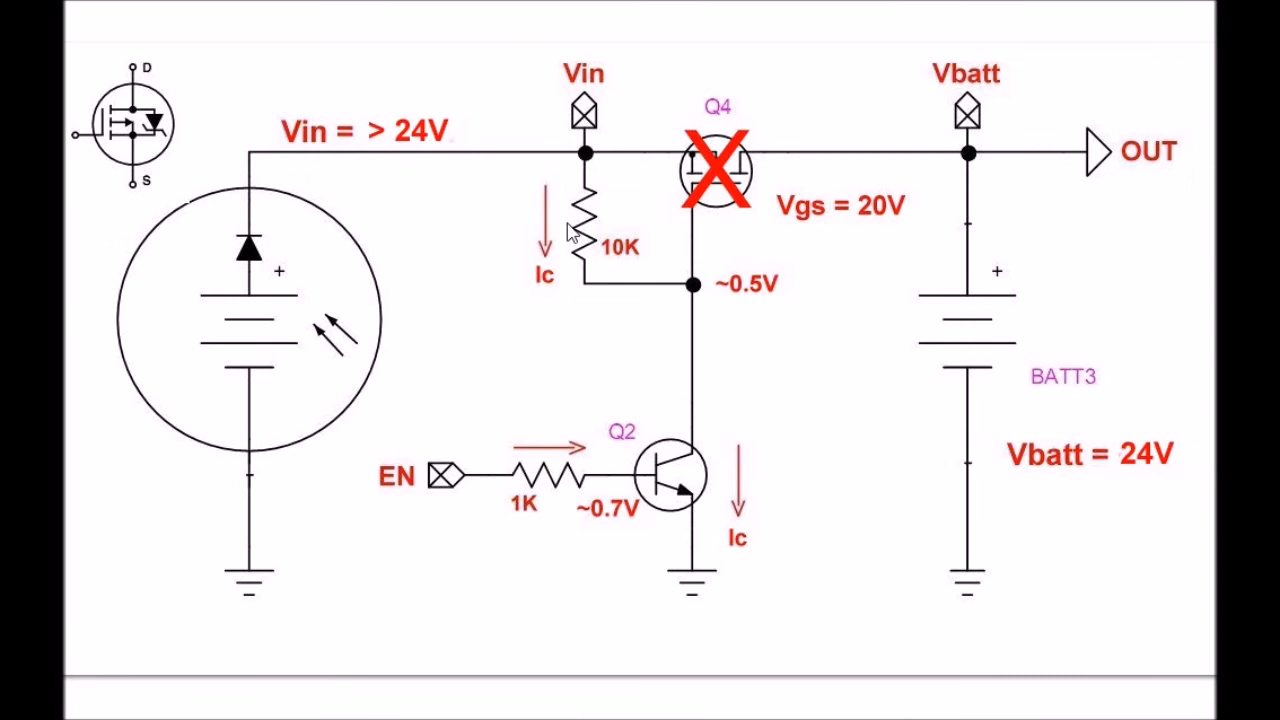 D
S
Vin = > 24V
Vin
Q4
Vbatt
OUT
Vgs = 20V
10K
Ic
~0.5V
+
+
BATT3
Q2
Vbatt = 24V
EN
1K
~0.7V
Ic